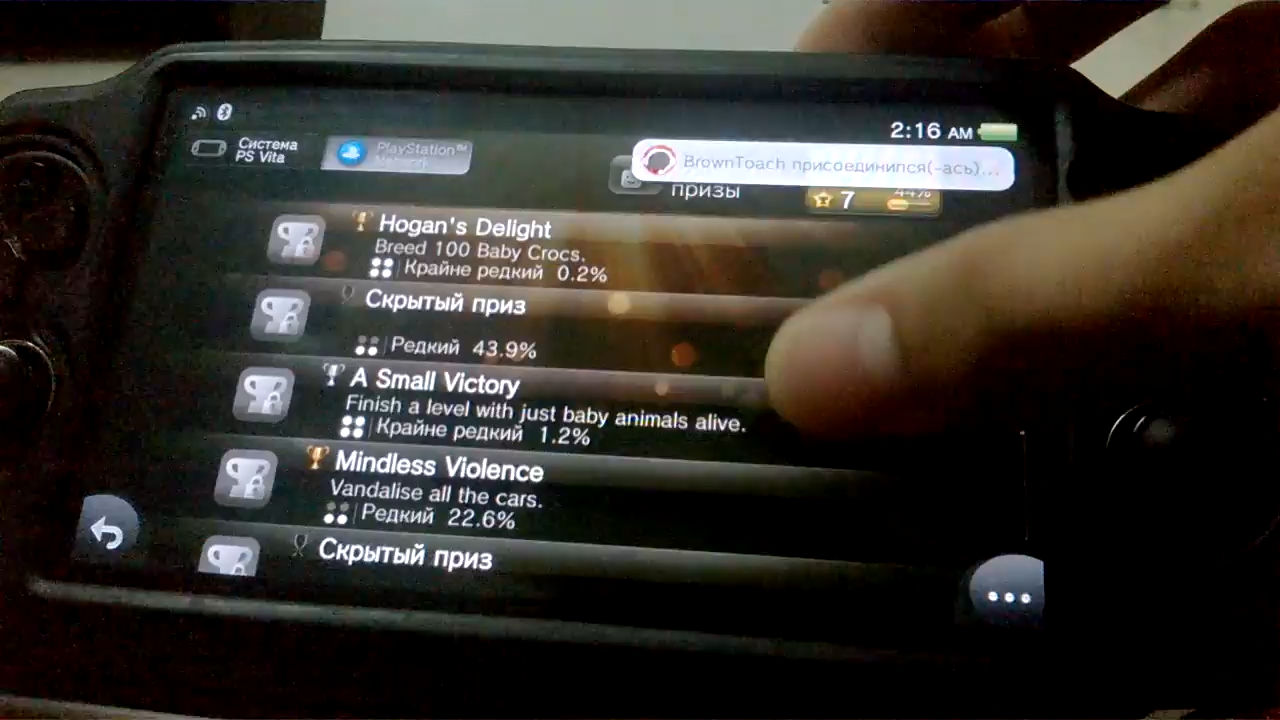 2:16 AM
Система
PS Vita
PlayStation™
Network
BrownToach присоединился(-ась)...
призы
7
44%
Hogan's Delight
Breed 100 Baby Crocs.
Крайне редкий 0.2%
Скрытый приз
Редкий 43.9%
A Small Victory
Finish a level with just baby animals alive.
Крайне редкий 1.2%
Mindless Violence
Vandalise all the cars.
Редкий 22.6%
Скрытый приз